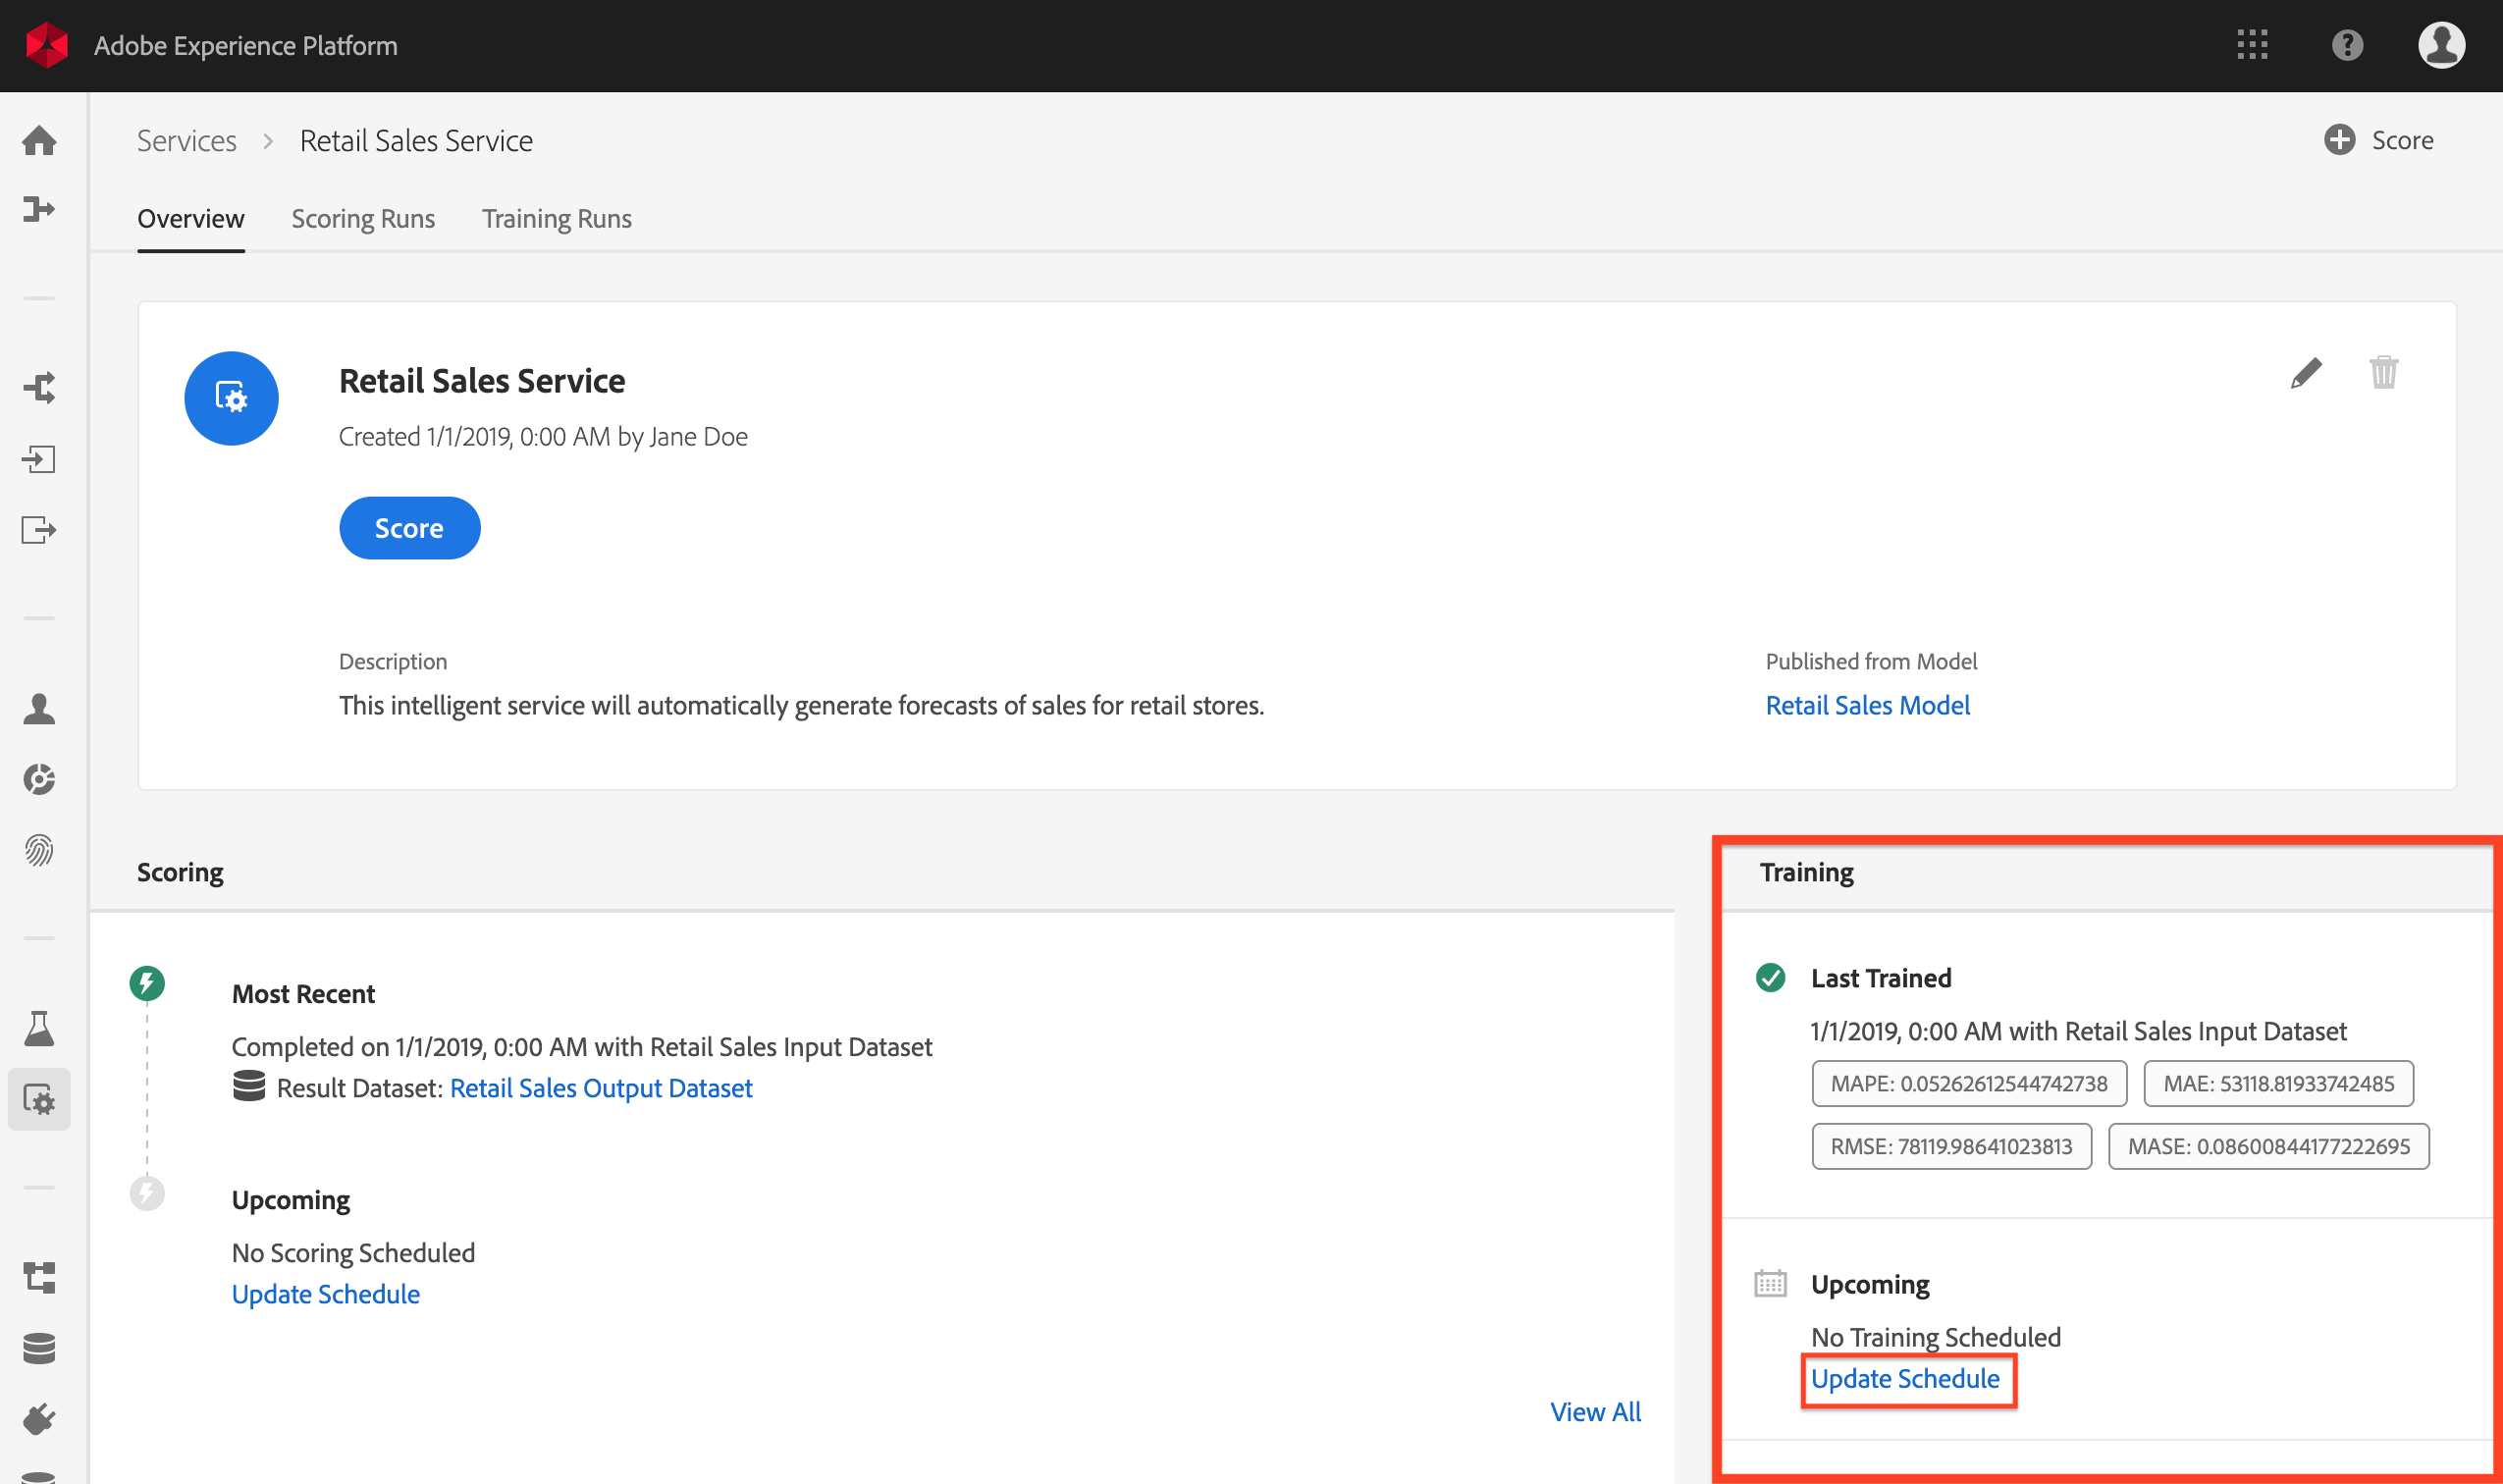 Adobe Experience Platform
Services > Retail Sales Service
Score
Overview Scoring Runs Training Runs
Retail Sales Service
Created 1/1/2019, 0:00 AM by Jane Doe
Score
Description
This intelligent service will automatically generate forecasts of sales for retail stores.
Published from Model
Retail Sales Model
Scoring
Most Recent
Completed on 1/1/2019, 0:00 AM with Retail Sales Input Dataset
Result Dataset: Retail Sales Output Dataset
Upcoming
No Scoring Scheduled
Update Schedule
View All
Training
Last Trained
1/1/2019, 0:00 AM with Retail Sales Input Dataset
MAPE: 0.05262612544742738 MAE: 53118.81933742485
RMSE: 78119.98641023813 MASE: 0.08600844177222695
Upcoming
No Training Scheduled
Update Schedule